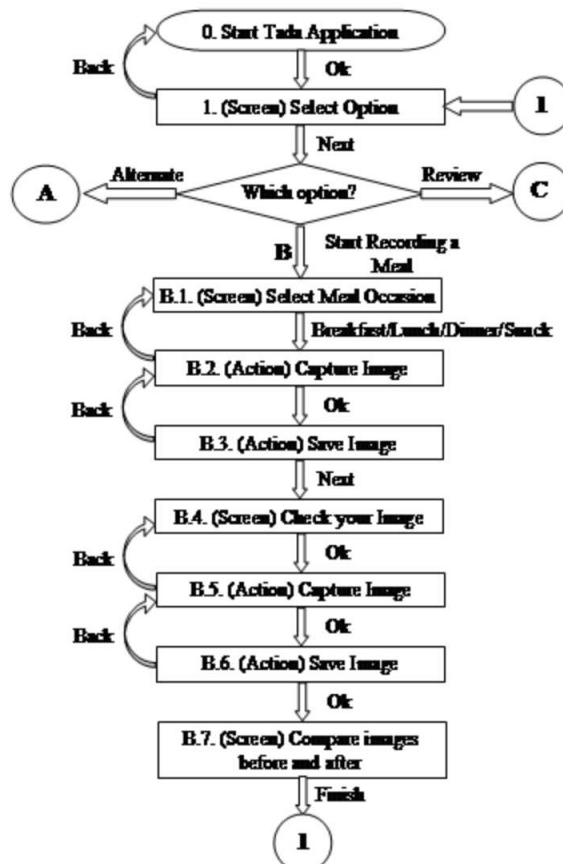 0. Start Tada Application
Back
Ok
1. (Screen) Select Option
1
Next
A
Alternate
Which option?
Review
C
B
Start Recording a
Meal
B.1. (Screen) Select Meal Occasion
Back
Breakfast/Lunch/Dinner/Snack
B.2. (Action) Capture Image
Back
Ok
B.3. (Action) Save Image
Next
B.4. (Screen) Check your Image
Back
Ok
B.5. (Action) Capture Image
Back
Ok
B.6. (Action) Save Image
Ok
B.7. (Screen) Compare images
before and after
Finish
1